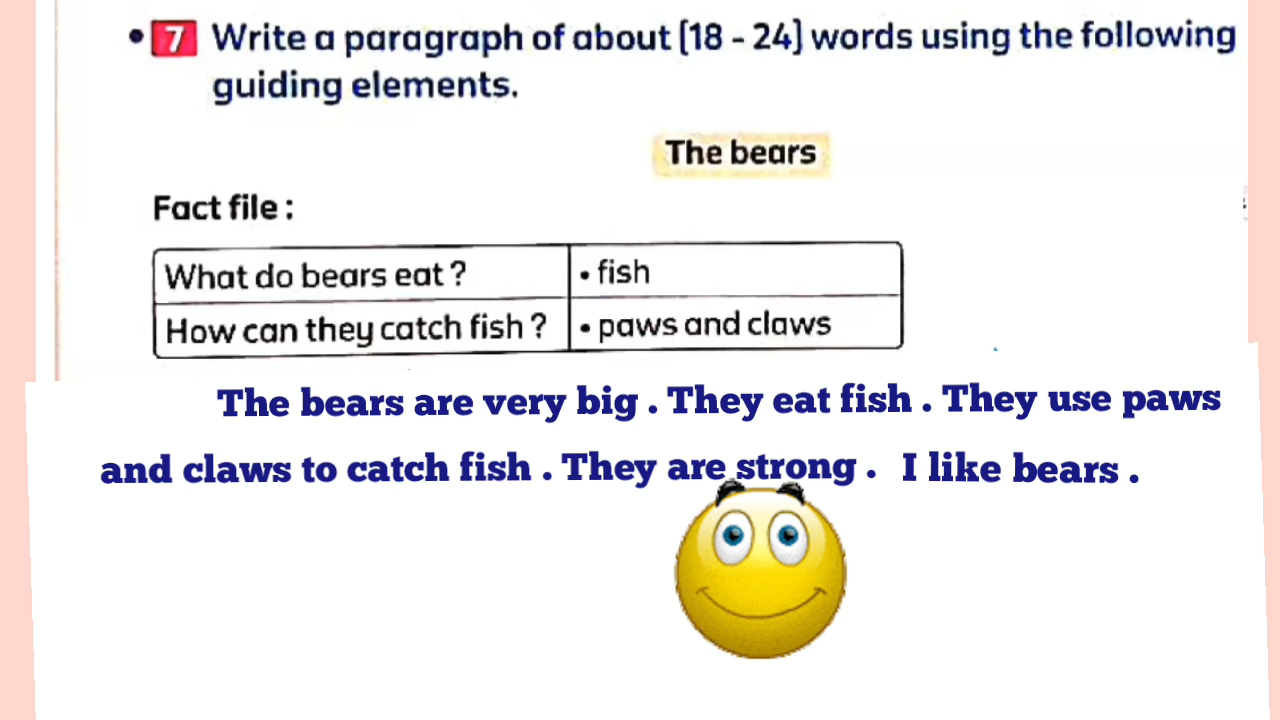 • 7 Write a paragraph of about (18 - 24) words using the following
guiding elements.
The bears
Fact file :
What do bears eat ? • fish
How can they catch fish ? • paws and claws
The bears are very big . They eat fish . They use paws
and claws to catch fish . They are strong . I like bears .